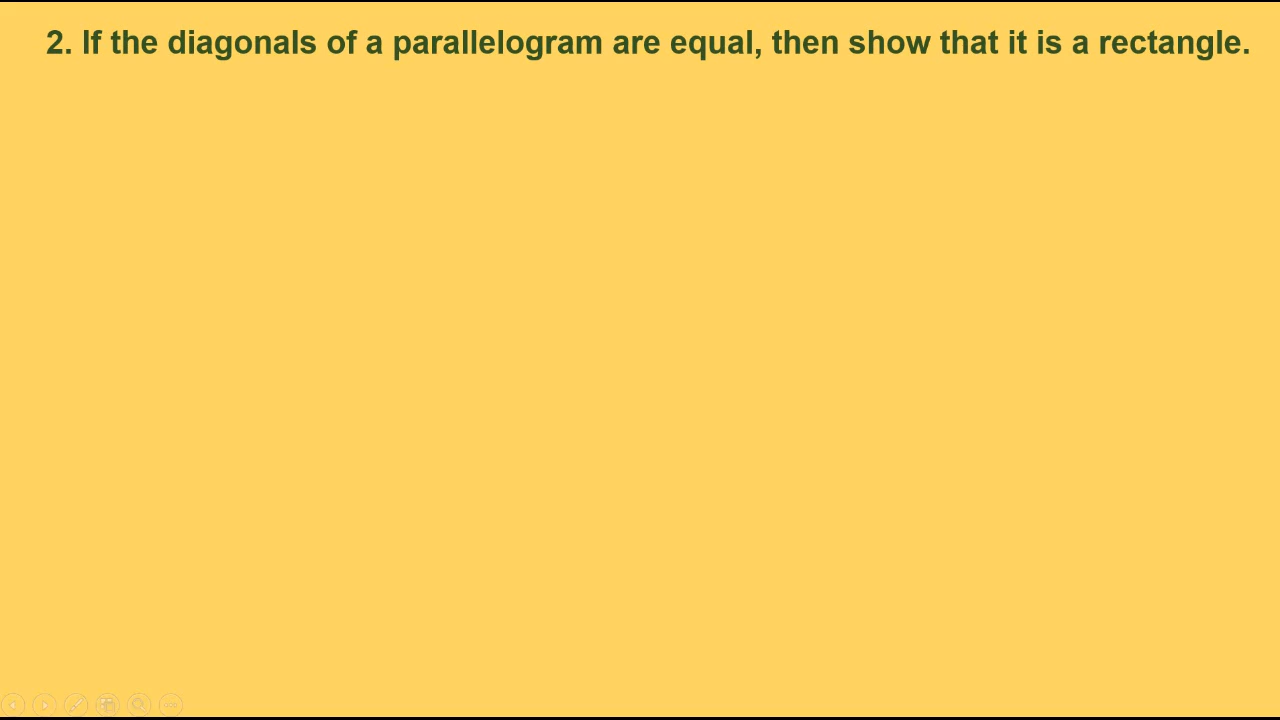 2. If the diagonals of a parallelogram are equal, then show that it is a rectangle.